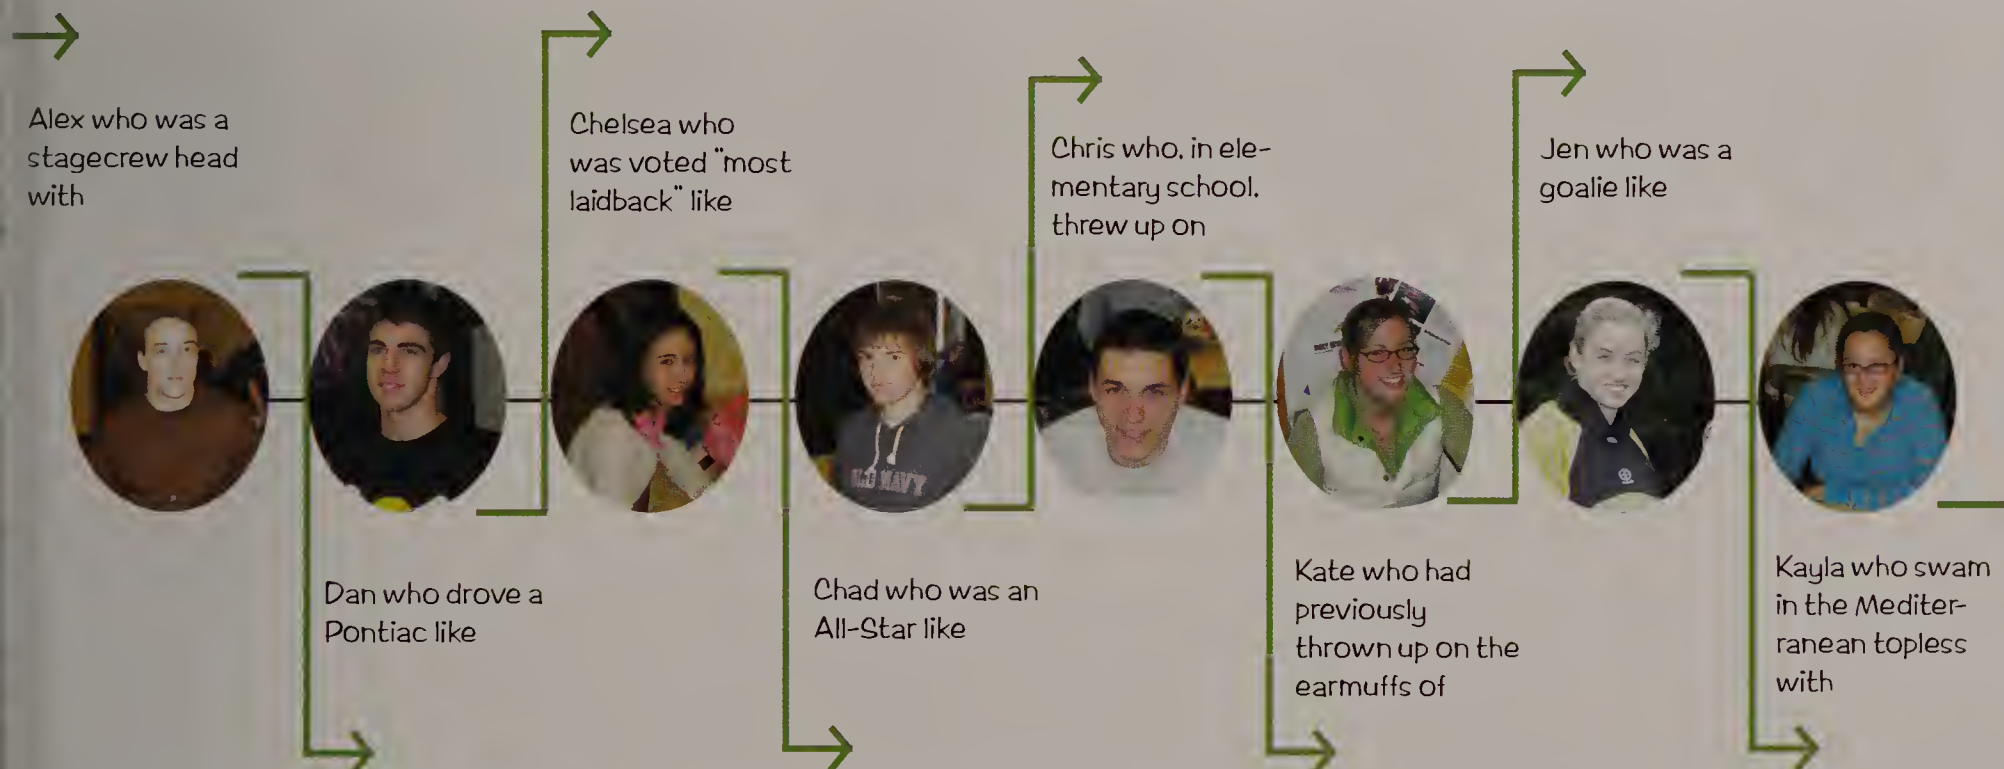 Alex who was a
stagecrew head
with
Dan who drove a
Pontiac like
Chelsea who
was voted "most
laidback" like
Chad who was an
All-Star like
Chris who, in ele-
mentary school,
threw up on
Kate who had
previously
thrown up on the
earmuffs of
Jen who was a
goalie like
Kayla who swam
in the Mediter-
ranean topless
with
OLD NAVY